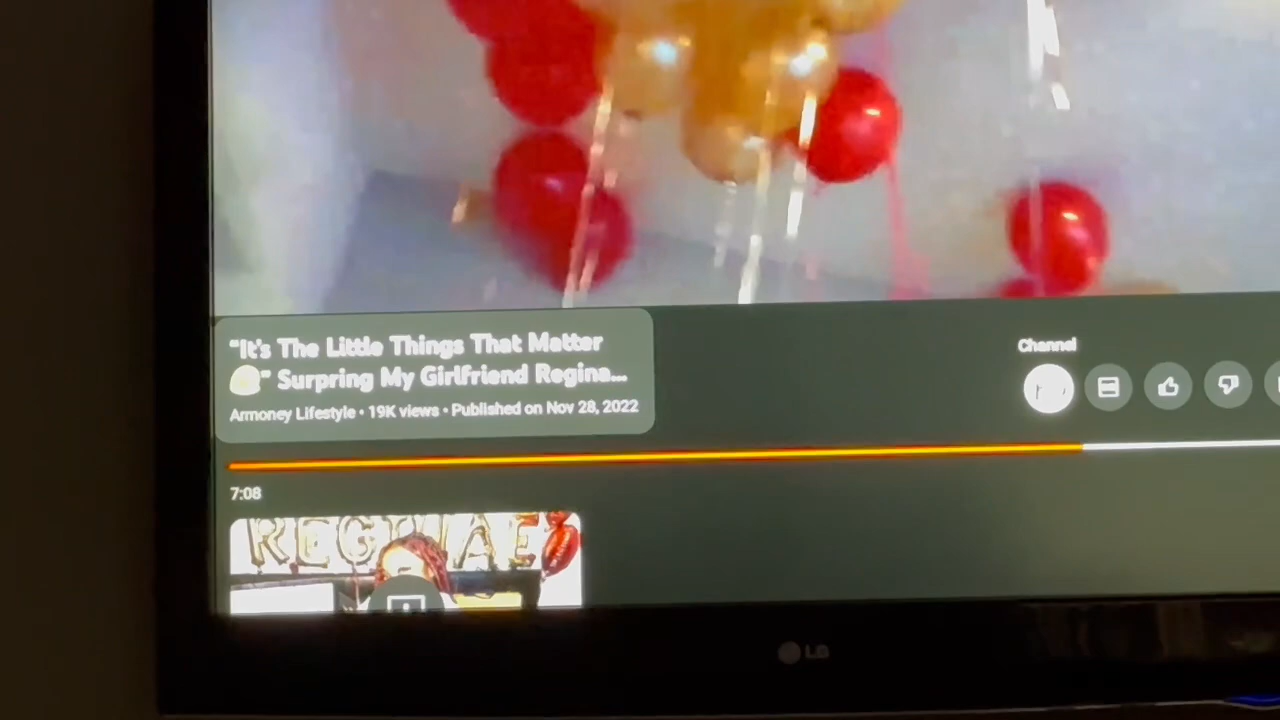 "It's The Little Things That Matter
" Surpring My Girlfriend Regina...
Armoney Lifestyle • 19K views • Published on Nov 28, 2022
Channel
7:08
LG